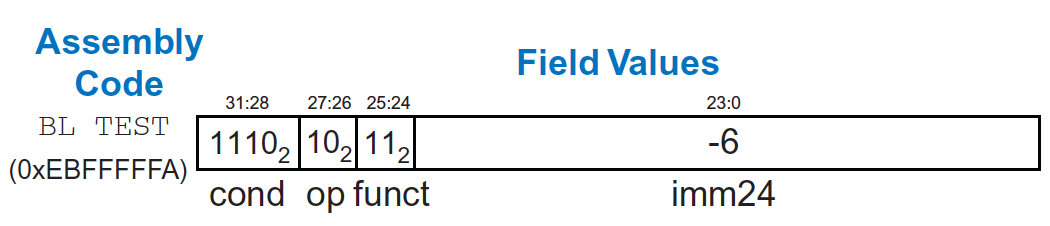 Assembly Code
Field Values
31:28 27:26 25:24 23:0
BL TEST
1110₂ 10₂ 11₂ -6
(0xEBFFFFFA)
cond op funct imm24